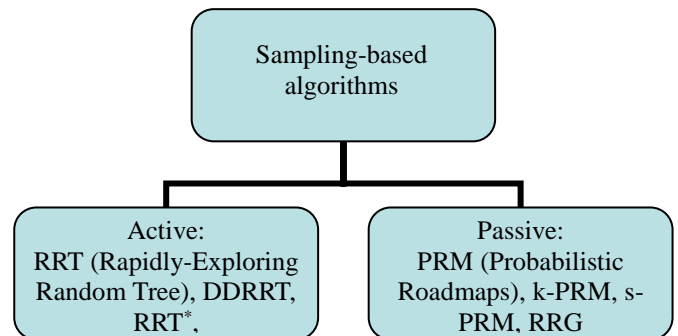 Sampling-based
algorithms
Active:
RRT (Rapidly-Exploring
Random Tree), DDRRT,
RRT*,
Passive:
PRM (Probabilistic
Roadmaps), k-PRM, s-
PRM, RRG